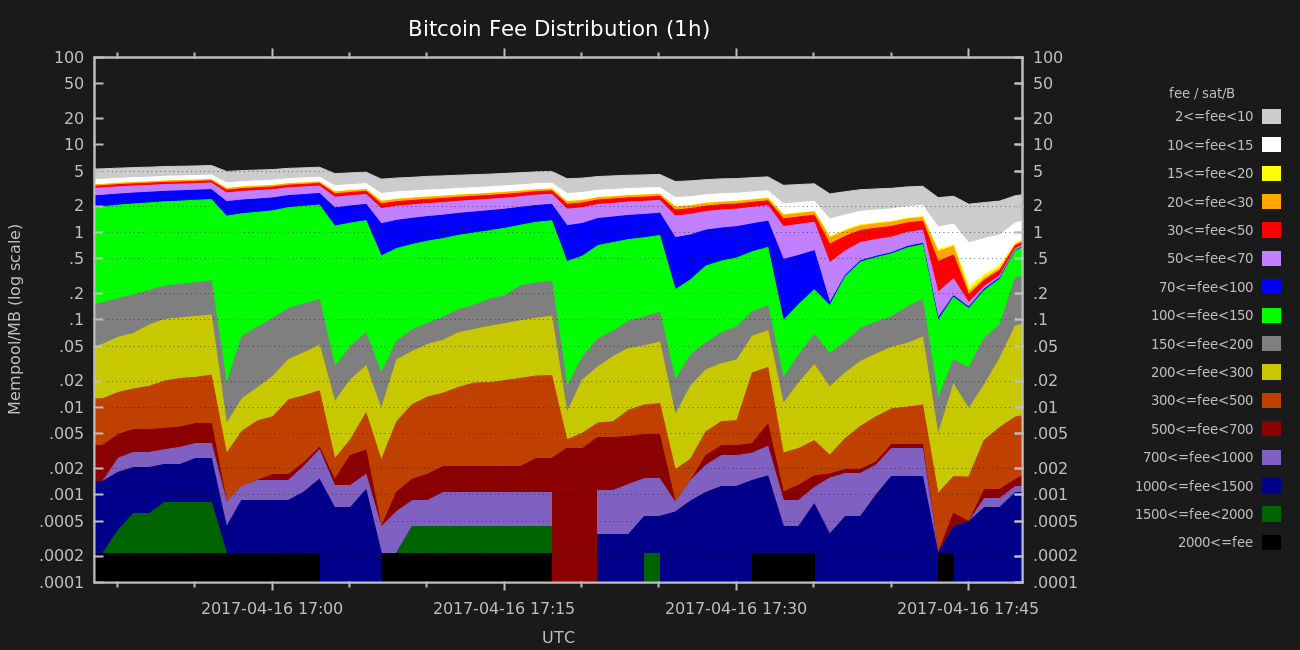 Bitcoin Fee Distribution (1h)
Mempool/MB (log scale)
100
50
20
10
5
2
1
.5
.2
.1
.05
.02
.01
.005
.002
.001
.0005
.0002
.0001
100
50
20
10
5
2
1
.5
.2
.1
.05
.02
.01
.005
.002
.001
.0005
.0002
.0001
2017-04-16 17:00 2017-04-16 17:15 2017-04-16 17:30 2017-04-16 17:45
UTC
fee / sat/B
2<=fee<10
10<=fee<15
15<=fee<20
20<=fee<30
30<=fee<50
50<=fee<70
70<=fee<100
100<=fee<150
150<=fee<200
200<=fee<300
300<=fee<500
500<=fee<700
700<=fee<1000
1000<=fee<1500
1500<=fee<2000
2000<=fee